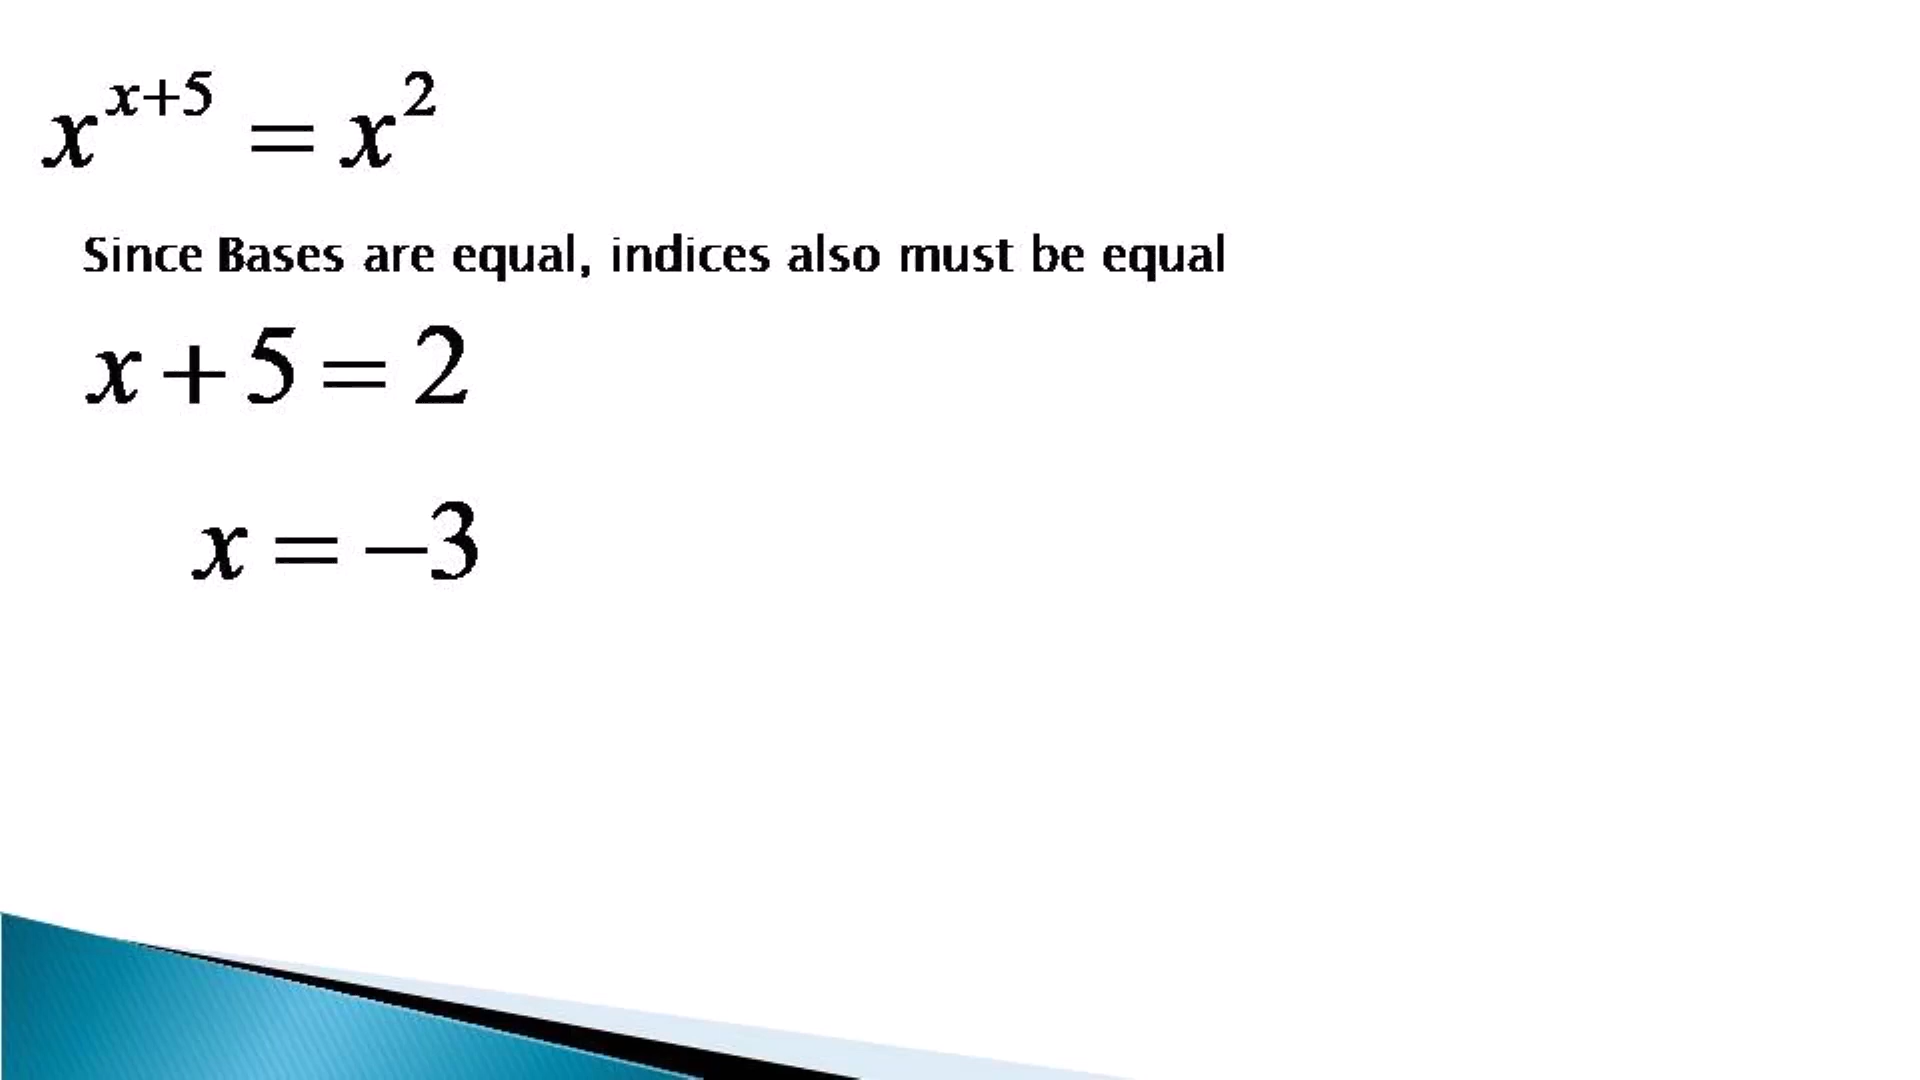 x^{x+5} = x^2
Since Bases are equal, indices also must be equal
x + 5 = 2
x = −3